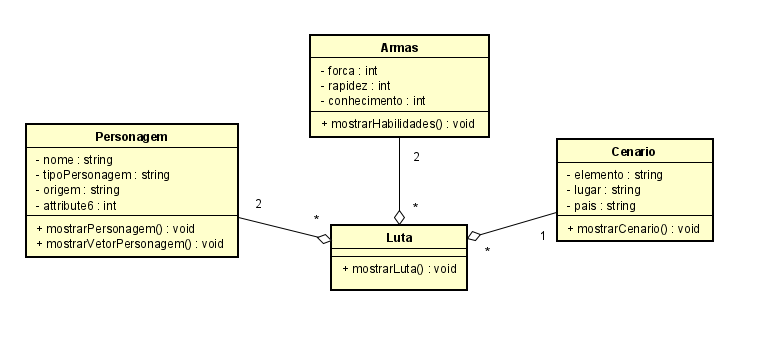 Armas
- forca : int
- rapidez : int
- conhecimento : int
+ mostrarHabilidades() : void
Personagem
- nome : string
- tipoPersonagem : string
- origem : string
- attribute6 : int
+ mostrarPersonagem() : void
+ mostrarVetorPersonagem() : void
Cenario
- elemento : string
- lugar : string
- pais : string
+ mostrarCenario() : void
2
*
2
*
1
*
Luta
+ mostrarLuta() : void